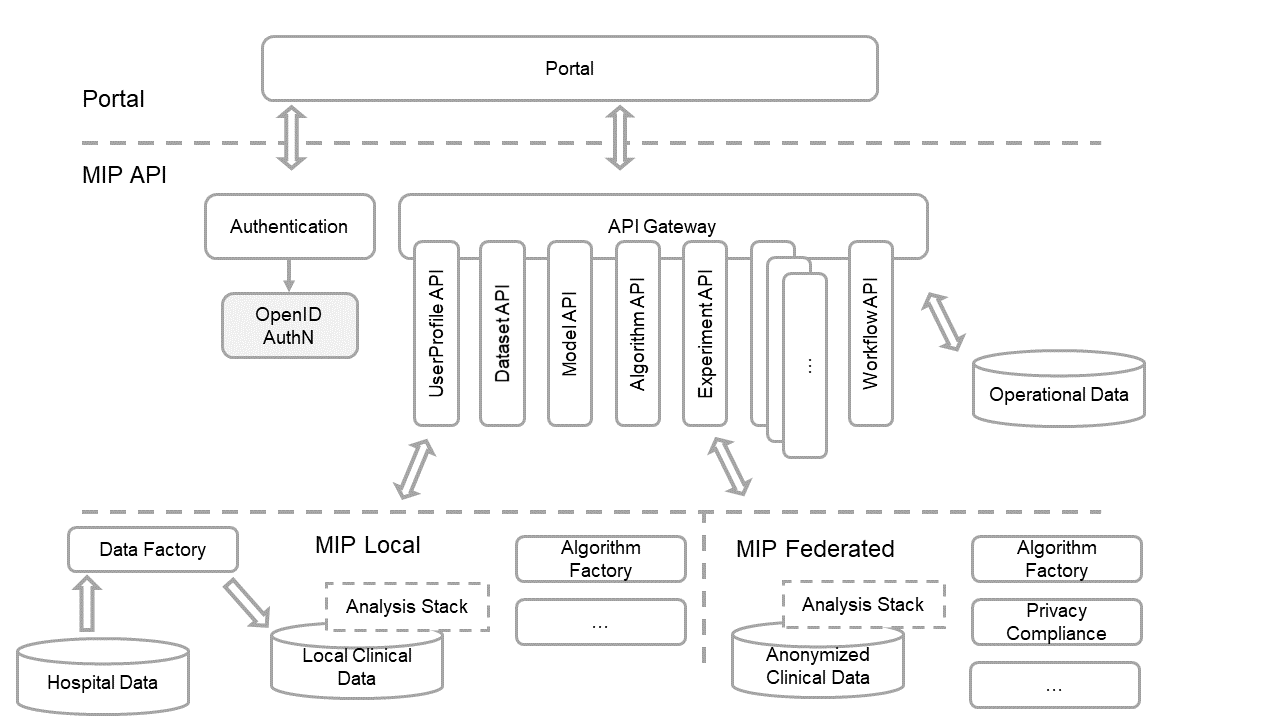 Portal
Portal
MIP API
Authentication
API Gateway
OpenID
AuthN
UserProfile API
Dataset API
Model API
Algorithm API
Experiment API
...
Workflow API
Operational Data
Data Factory
MIP Local
Algorithm
Factory
Analysis Stack
...
Local Clinical
Data
Hospital Data
MIP Federated
Algorithm
Factory
Analysis Stack
Privacy
Compliance
Anonymized
Clinical Data
...